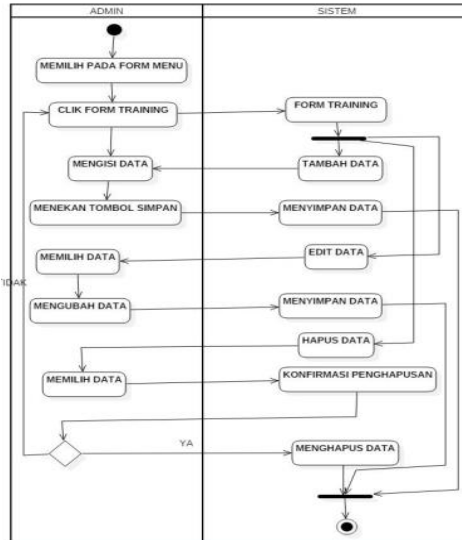 ADMIN
SISTEM
MEMILIH PADA FORM MENU
CLIK FORM TRAINING
FORM TRAINING
MENGISI DATA
TAMBAH DATA
MENEKAN TOMBOL SIMPAN
MENYIMPAN DATA
MEMILIH DATA
EDIT DATA
TIDAK
MENGUBAH DATA
MENYIMPAN DATA
HAPUS DATA
MEMILIH DATA
KONFIRMASI PENGHAPUSAN
YA
MENGHAPUS DATA